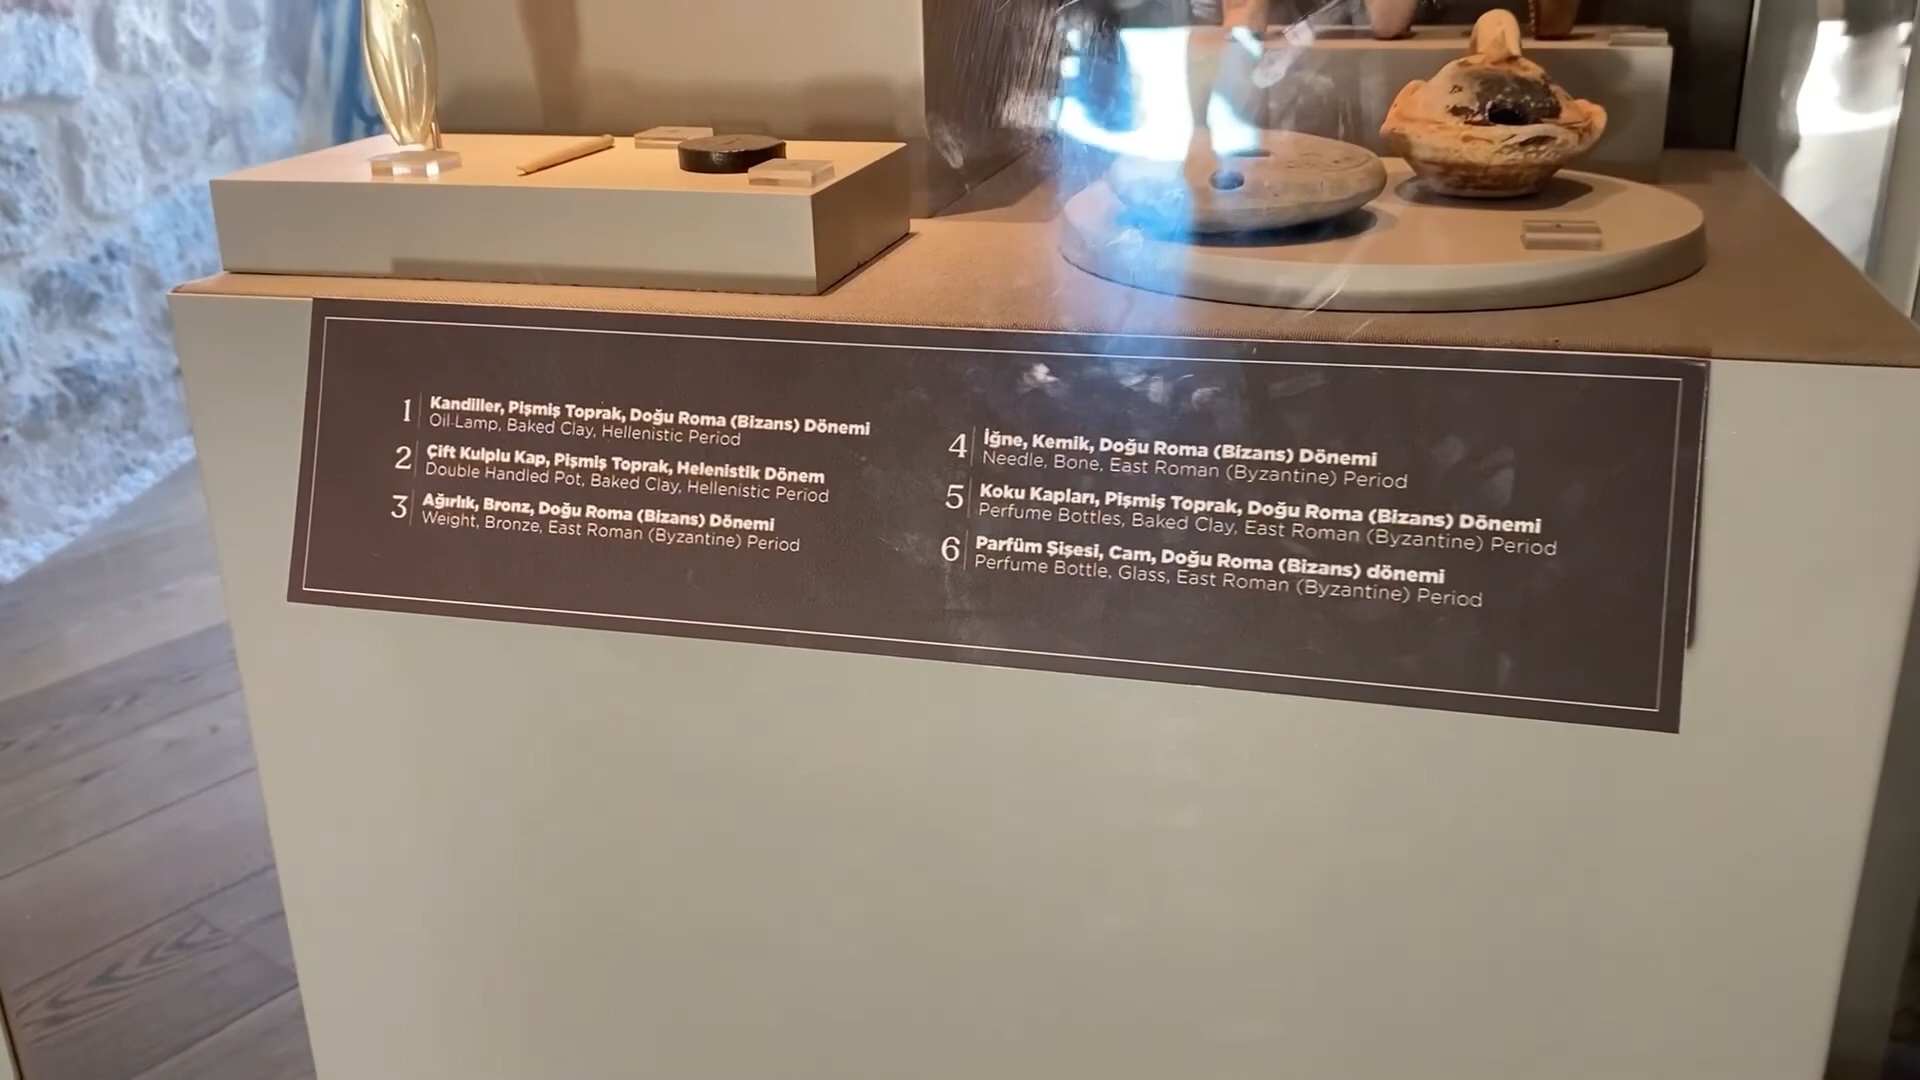 1 Kandiller, Pişmiş Toprak, Doğu Roma (Bizans) Dönemi
Oil Lamp, Baked Clay, Hellenistic Period
2 Çift Kulplu Kap, Pişmiş Toprak, Helenistik Dönem
Double Handled Pot, Baked Clay, Hellenistic Period
3 Ağırlık, Bronz, Doğu Roma (Bizans) Dönemi
Weight, Bronze, East Roman (Byzantine) Period
4 İğne, Kemik, Doğu Roma (Bizans) Dönemi
Needle, Bone, East Roman (Byzantine) Period
5 Koku Kapları, Pişmiş Toprak, Doğu Roma (Bizans) Dönemi
Perfume Bottles, Baked Clay, East Roman (Byzantine) Period
6 Parfüm Şişesi, Cam, Doğu Roma (Bizans) dönemi
Perfume Bottle, Glass, East Roman (Byzantine) Period